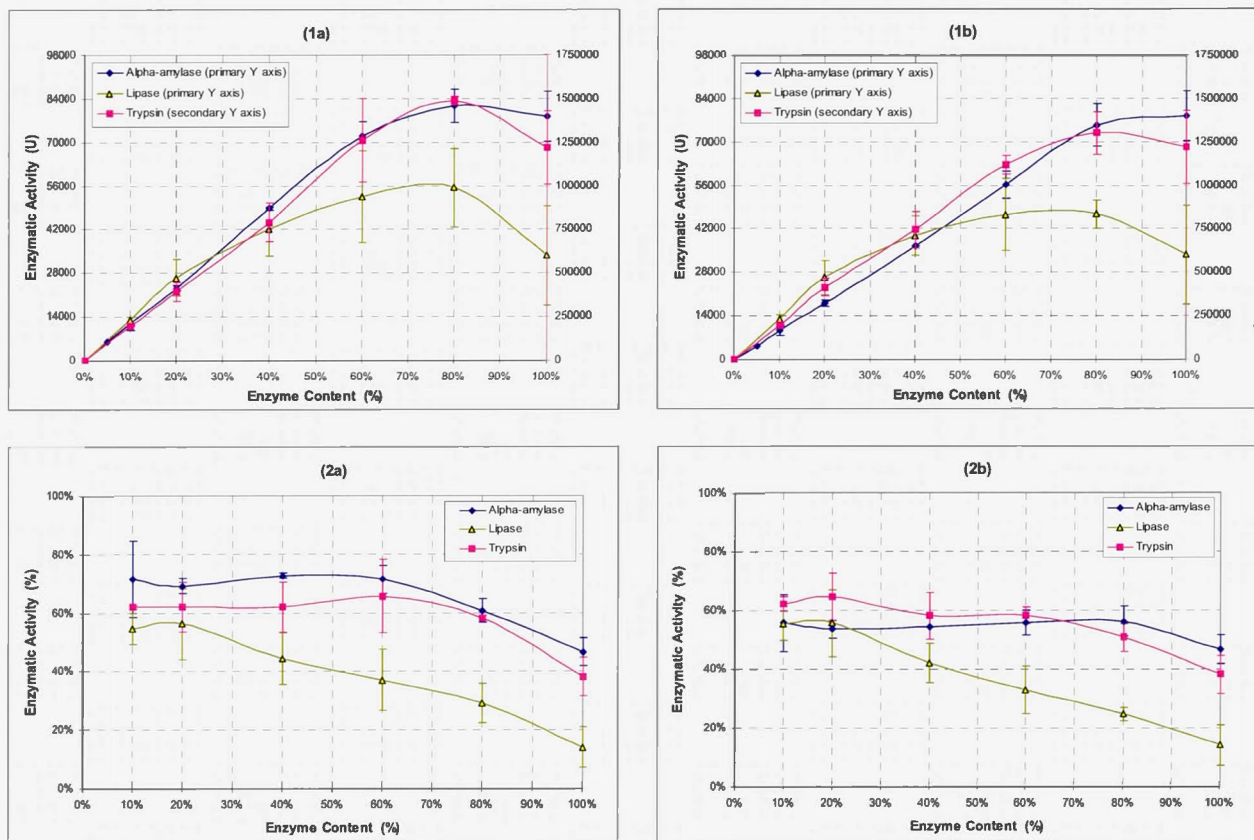 (1a)
98000
84000
70000
56000
42000
28000
14000
0
1750000
1500000
1250000
1000000
750000
500000
250000
0
Alpha-amylase (primary Y axis)
Lipase (primary Y axis)
Trypsin (secondary Y axis)
Enzymatic Activity (U)
0% 10% 20% 30% 40% 50% 60% 70% 80% 90% 100%
Enzyme Content (%)
(1b)
98000
84000
70000
56000
42000
28000
14000
0
1750000
1500000
1250000
1000000
750000
500000
250000
0
Alpha-amylase (primary Y axis)
Lipase (primary Y axis)
Trypsin (secondary Y axis)
Enzymatic Activity (U)
0% 10% 20% 30% 40% 50% 60% 70% 80% 90% 100%
Enzyme Content (%)
(2a)
100%
80%
60%
40%
20%
0%
Alpha-amylase
Lipase
Trypsin
Enzymatic Activity (%)
0% 10% 20% 30% 40% 50% 60% 70% 80% 90% 100%
Enzyme Content (%)
(2b)
100%
80%
60%
40%
20%
0%
Alpha-amylase
Lipase
Trypsin
Enzymatic Activity (%)
0% 10% 20% 30% 40% 50% 60% 70% 80% 90% 100%
Enzyme Content (%)